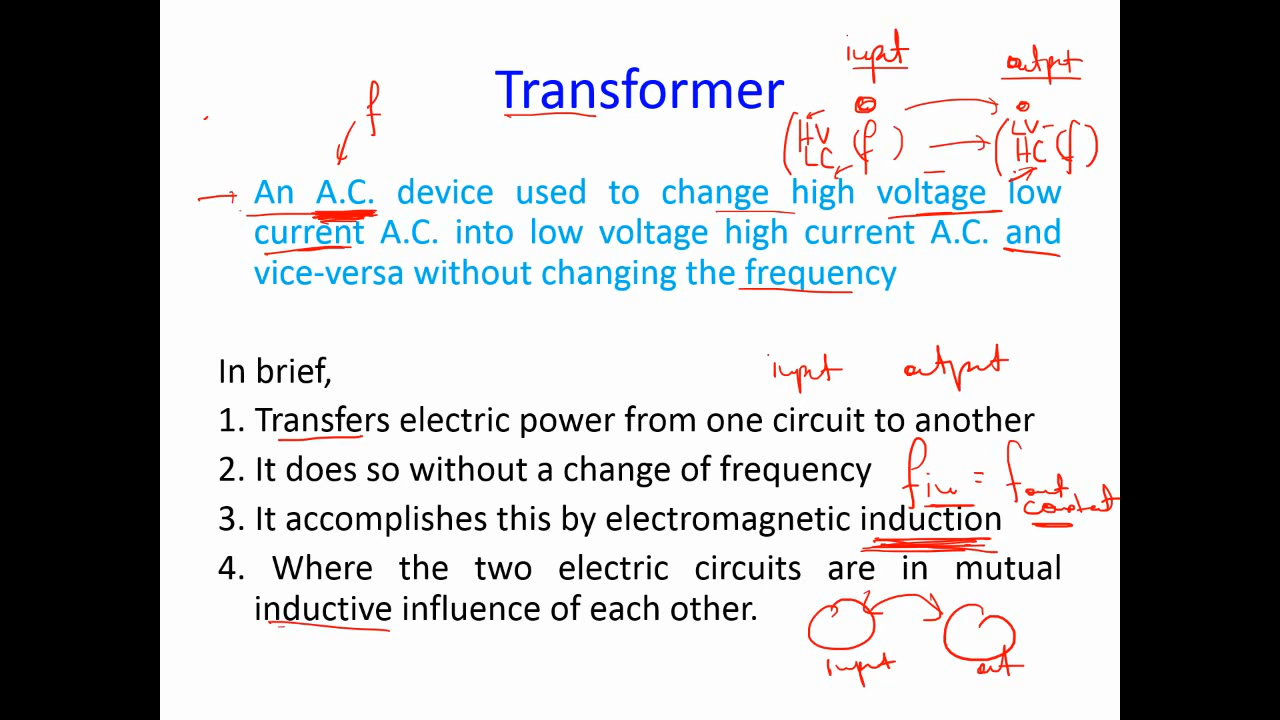 input output
Transformer
f
HV (f) LV
LC HC (f)
An A.C. device used to change high voltage low
current A.C. into low voltage high current A.C. and
vice-versa without changing the frequency
In brief,
input output
1. Transfers electric power from one circuit to another
2. It does so without a change of frequency
f in = f out
constant
3. It accomplishes this by electromagnetic induction
4. Where the two electric circuits are in mutual
inductive influence of each other.
input out